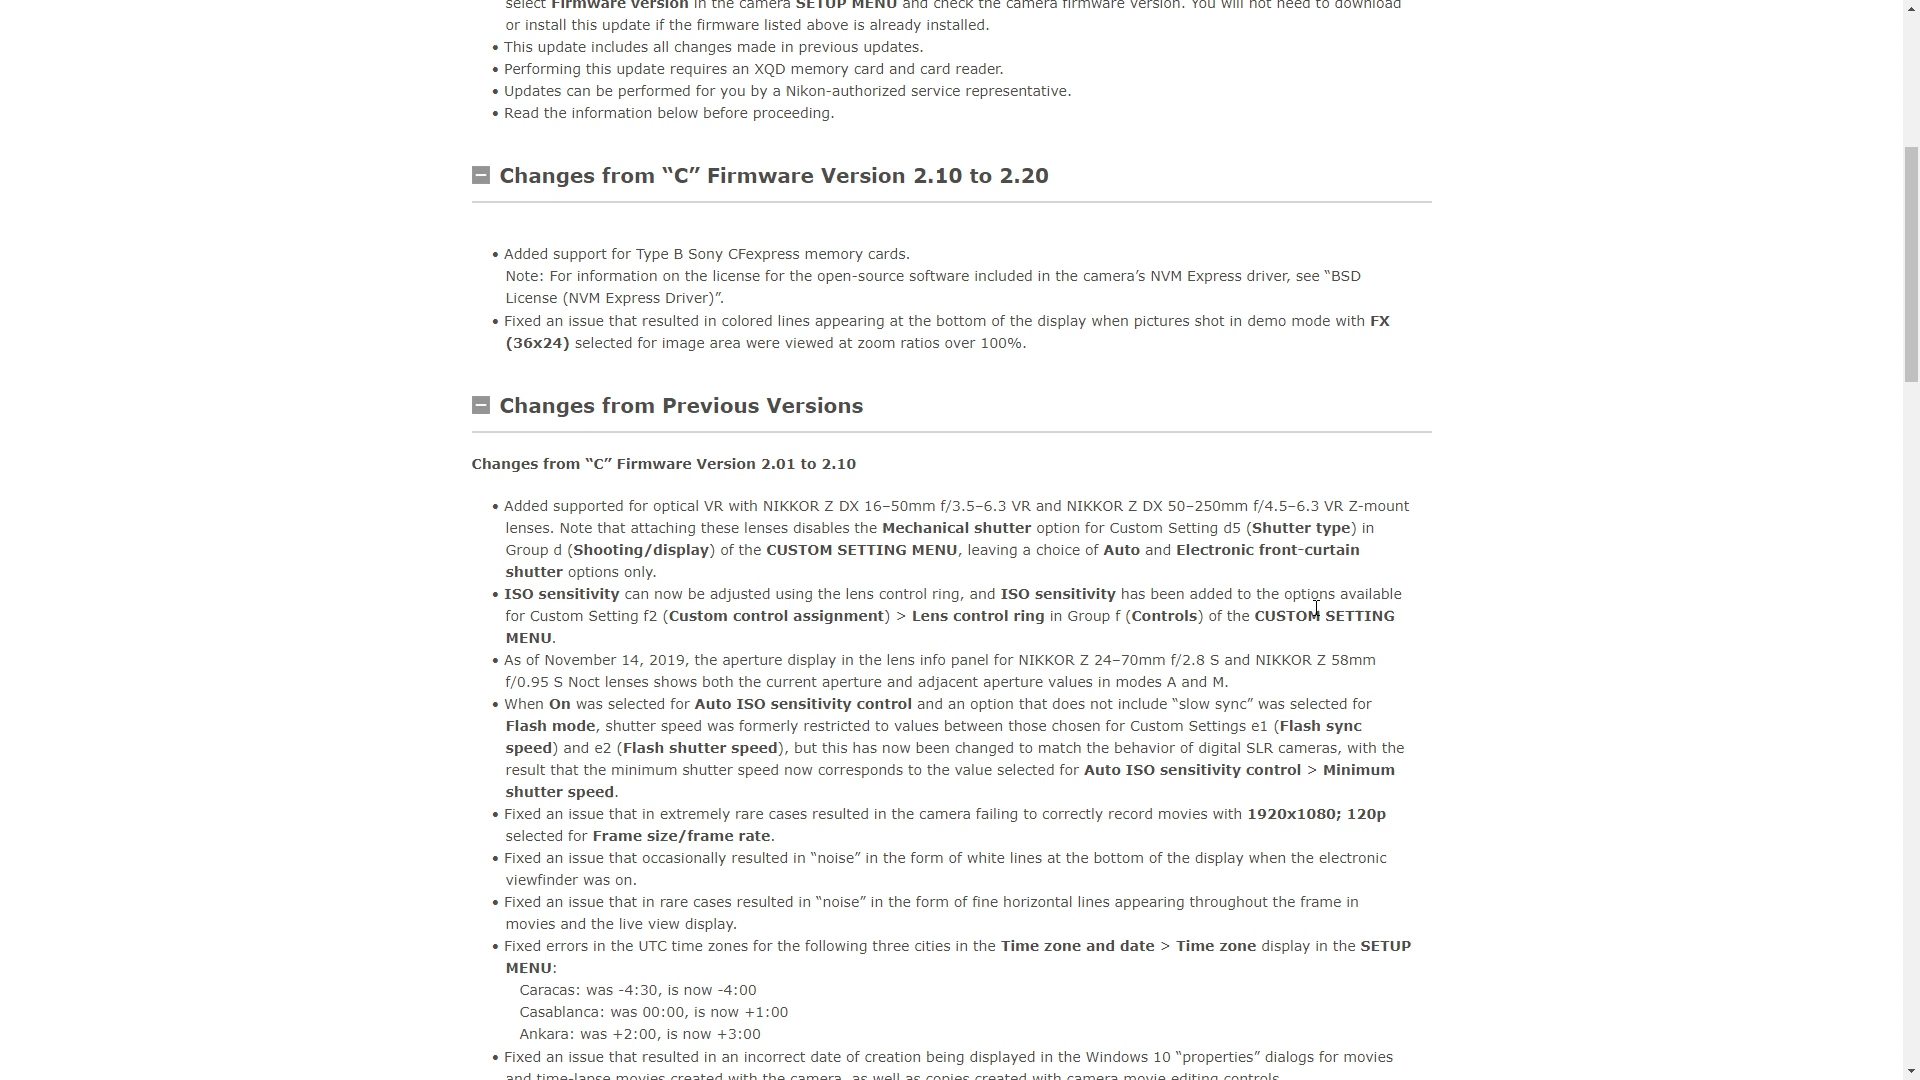 select Firmware version in the camera SETUP MENU and check the camera firmware version. You will not need to download
or install this update if the firmware listed above is already installed.
• This update includes all changes made in previous updates.
• Performing this update requires an XQD memory card and card reader.
• Updates can be performed for you by a Nikon-authorized service representative.
• Read the information below before proceeding.
Changes from “C” Firmware Version 2.10 to 2.20
• Added support for Type B Sony CFexpress memory cards.
Note: For information on the license for the open-source software included in the camera’s NVM Express driver, see “BSD
License (NVM Express Driver)”.
• Fixed an issue that resulted in colored lines appearing at the bottom of the display when pictures shot in demo mode with FX
(36x24) selected for image area were viewed at zoom ratios over 100%.
Changes from Previous Versions
Changes from “C” Firmware Version 2.01 to 2.10
• Added supported for optical VR with NIKKOR Z DX 16–50mm f/3.5–6.3 VR and NIKKOR Z DX 50–250mm f/4.5–6.3 VR Z-mount
lenses. Note that attaching these lenses disables the Mechanical shutter option for Custom Setting d5 (Shutter type) in
Group d (Shooting/display) of the CUSTOM SETTING MENU, leaving a choice of Auto and Electronic front-curtain
shutter options only.
• ISO sensitivity can now be adjusted using the lens control ring, and ISO sensitivity has been added to the options available
for Custom Setting f2 (Custom control assignment) > Lens control ring in Group f (Controls) of the CUSTOM SETTING
MENU.
• As of November 14, 2019, the aperture display in the lens info panel for NIKKOR Z 24–70mm f/2.8 S and NIKKOR Z 58mm
f/0.95 S Noct lenses shows both the current aperture and adjacent aperture values in modes A and M.
• When On was selected for Auto ISO sensitivity control and an option that does not include “slow sync” was selected for
Flash mode, shutter speed was formerly restricted to values between those chosen for Custom Settings e1 (Flash sync
speed) and e2 (Flash shutter speed), but this has now been changed to match the behavior of digital SLR cameras, with the
result that the minimum shutter speed now corresponds to the value selected for Auto ISO sensitivity control > Minimum
shutter speed.
• Fixed an issue that in extremely rare cases resulted in the camera failing to correctly record movies with 1920x1080; 120p
selected for Frame size/frame rate.
• Fixed an issue that occasionally resulted in “noise” in the form of white lines at the bottom of the display when the electronic
viewfinder was on.
• Fixed an issue that in rare cases resulted in “noise” in the form of fine horizontal lines appearing throughout the frame in
movies and the live view display.
• Fixed errors in the UTC time zones for the following three cities in the Time zone and date > Time zone display in the SETUP
MENU:
Caracas: was -4:30, is now -4:00
Casablanca: was 00:00, is now +1:00
Ankara: was +2:00, is now +3:00
• Fixed an issue that resulted in an incorrect date of creation being displayed in the Windows 10 “properties” dialogs for movies
and time-lapse movies created with the camera, as well as copies created with camera movie editing controls.